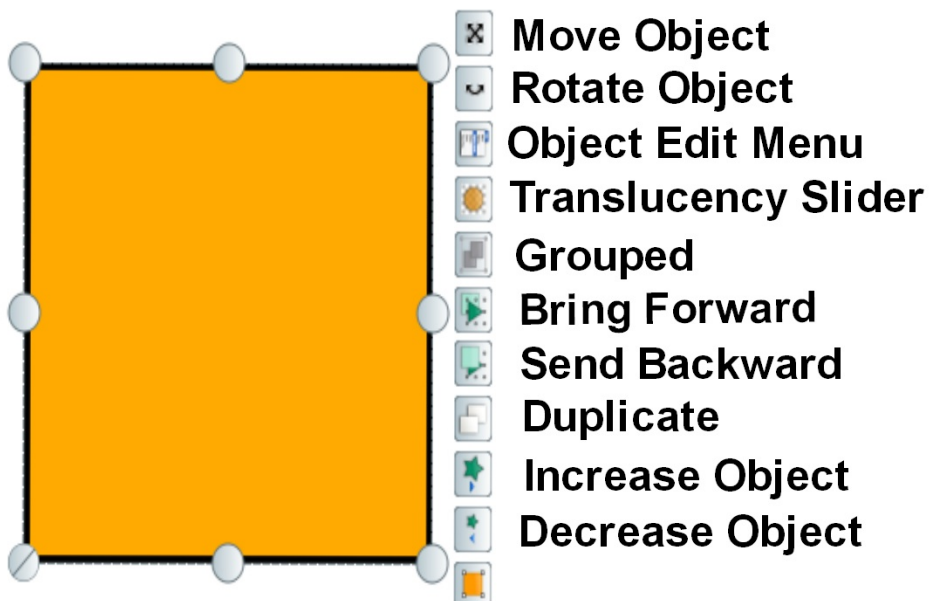 Move Object
Rotate Object
Object Edit Menu
Translucency Slider
Grouped
Bring Forward
Send Backward
Duplicate
Increase Object
Decrease Object